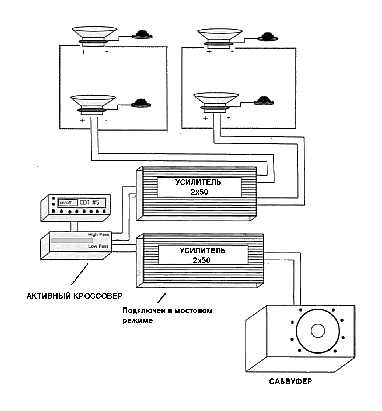 + - + -
+ - + -
УСИЛИТЕЛЬ
2x50
High Pass
Low Pass
УСИЛИТЕЛЬ
2x50
АКТИВНЫЙ КРОССОВЕР
Подключен в мостовом
режиме
САБВУФЕР